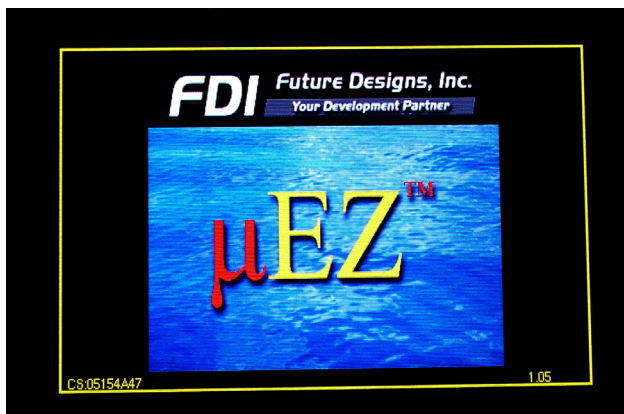 FDI
Future Designs, Inc.
Your Development Partner
µEZ™
CS:05154A47
1.05